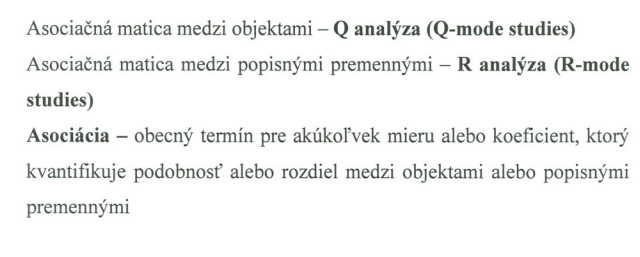 Asociačná matica medzi objektami – Q analýza (Q-mode studies)
Asociačná matica medzi popisnými premennými – R analýza (R-mode
studies)
Asociácia – obecný termín pre akúkoľvek mieru alebo koeficient, ktorý
kvantifikuje podobnosť alebo rozdiel medzi objektami alebo popisnými
premennými